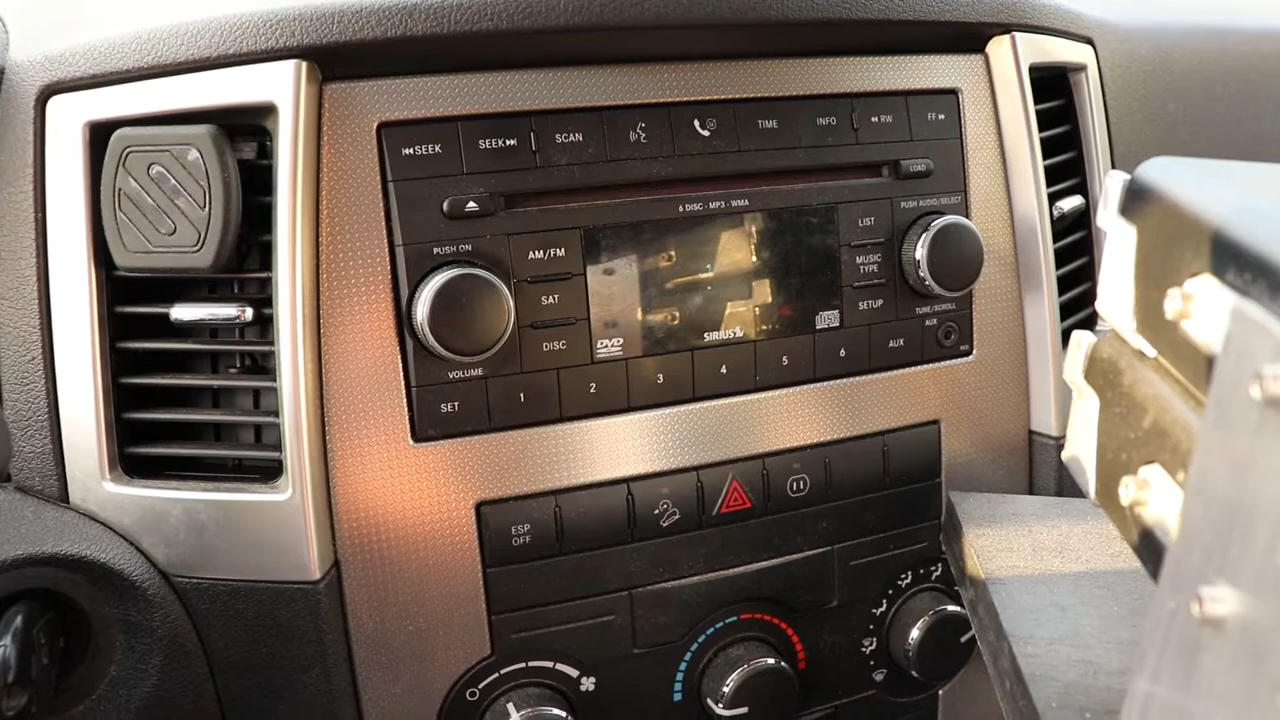 SEEK
SEEK
SCAN
TIME
INFO
RW
FF
LOAD
6 DISC · MP3 · WMA
PUSH ON
AM/FM
SAT
DISC
VOLUME
LIST
MUSIC
TYPE
SETUP
PUSH AUDIO/SELECT
TUNE/SCROLL
DVD
SIRIUS
disc
SET
1
2
3
4
5
6
AUX
AUX
ESP
OFF